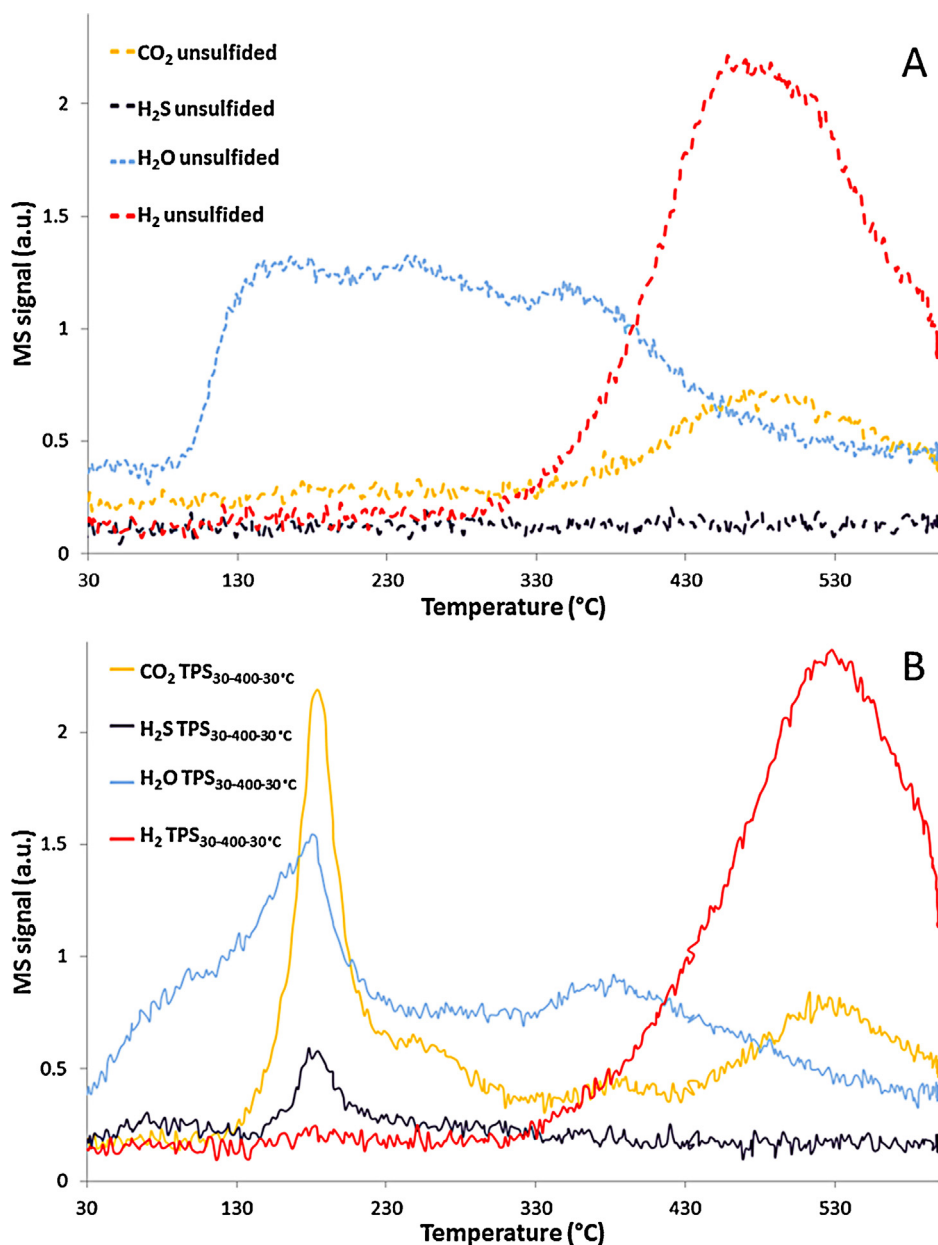 A
CO₂ unsulfided
H₂S unsulfided
H₂O unsulfided
H₂ unsulfided
MS signal (a.u.)
2
1.5
1
0.5
0
30 130 230 330 430 530
Temperature (°C)
B
CO₂ TPS₃₀₋₄₀₀₋₃₀°C
H₂S TPS₃₀₋₄₀₀₋₃₀°C
H₂O TPS₃₀₋₄₀₀₋₃₀°C
H₂ TPS₃₀₋₄₀₀₋₃₀°C
MS signal (a.u.)
2
1.5
1
0.5
0
30 130 230 330 430 530
Temperature (°C)